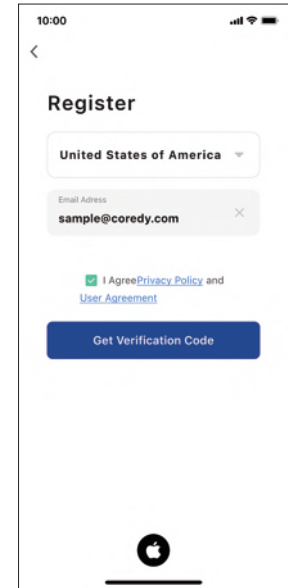 10:00
Register
United States of America
Email Adress
sample@coredy.com
I AgreePrivacy Policy and
User Agreement
Get Verification Code